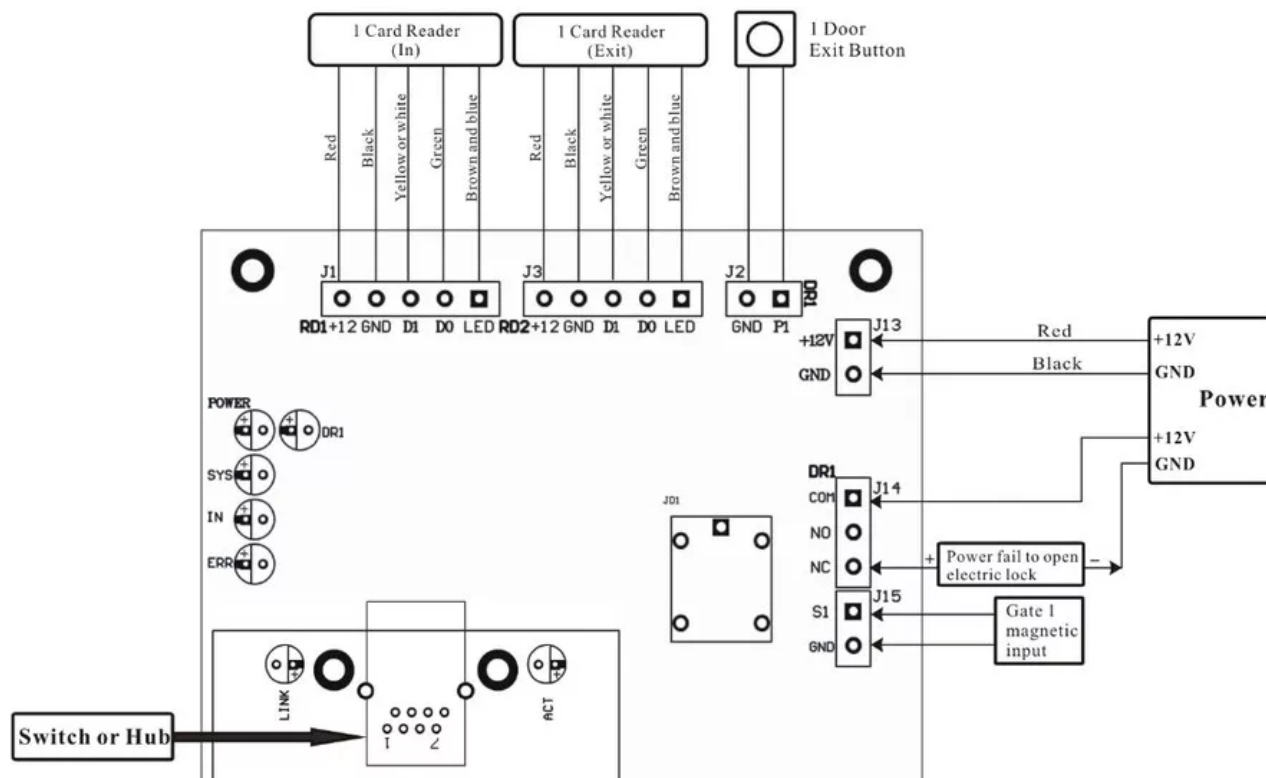 1 Card Reader
(In)
1 Card Reader
(Exit)
1 Door
Exit Button
Red
Black
Yellow or white
Green
Brown and blue
Red
Black
Yellow or white
Green
Brown and blue
J1
J3
J2
DR1
RD1 +12 GND D1 D0 LED
RD2 +12 GND D1 D0 LED
GND P1
J13
+12V
GND
Red
Black
+12V
GND
Power
+12V
GND
POWER
DR1
SYS
IN
ERR
JD1
DR1
COM
J14
NO
NC
+
Power fail to open
electric lock
−
J15
S1
GND
Gate 1
magnetic
input
LINK
ACT
1 7
Switch or Hub